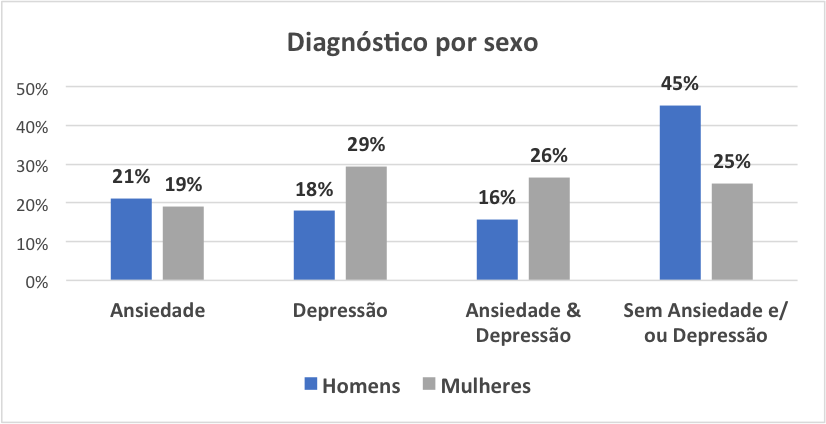 Diagnóstico por sexo
50%
40%
30%
20%
10%
0%
21%
19%
18%
29%
16%
26%
45%
25%
Ansiedade
Depressão
Ansiedade &
Depressão
Sem Ansiedade e/
ou Depressão
Homens
Mulheres